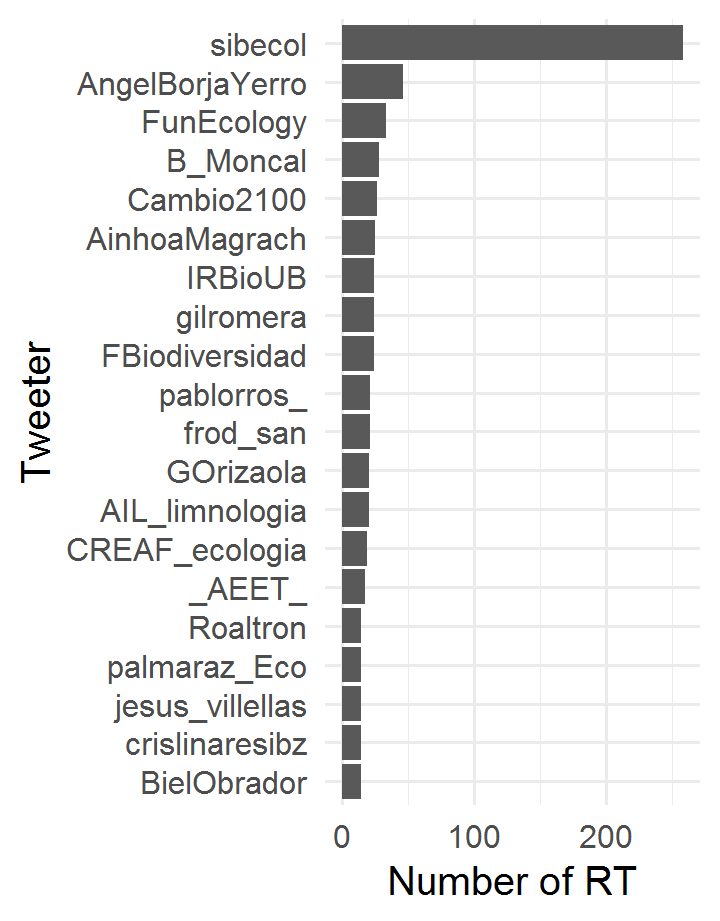 sibecol
AngelBorjaYerro
FunEcology
B_Moncal
Cambio2100
AinhoaMagrach
IRBioUB
gilromera
FBiodiversidad
pablorros_
frod_san
GOrizaola
AIL_limnologia
CREAF_ecologia
_AEET_
Roaltron
palmaraz_Eco
jesus_villellas
crislinaresibz
BielObrador
Tweeter
0 100 200
Number of RT